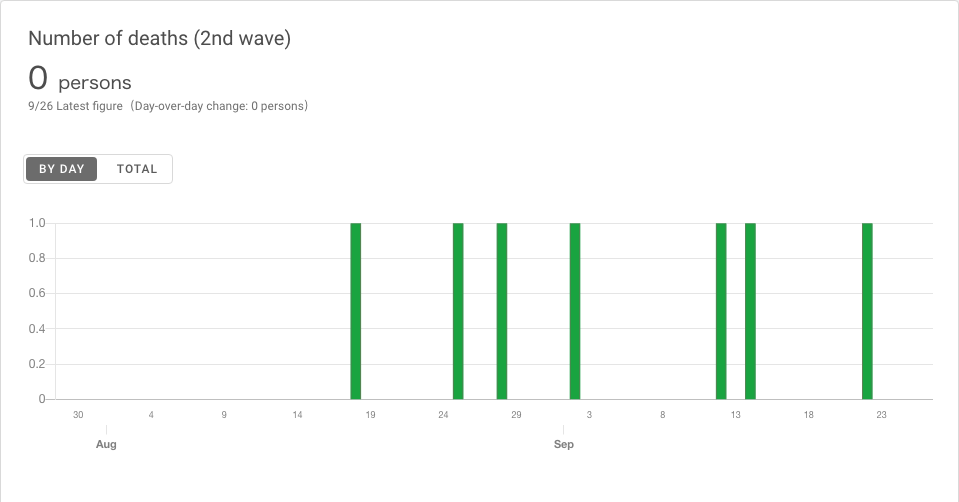 Number of deaths (2nd wave)
0 persons
9/26 Latest figure（Day-over-day change: 0 persons）
BY DAY TOTAL
1.0
0.8
0.6
0.4
0.2
0
30 4 9 14 19 24 29 3 8 13 18 23
Aug Sep